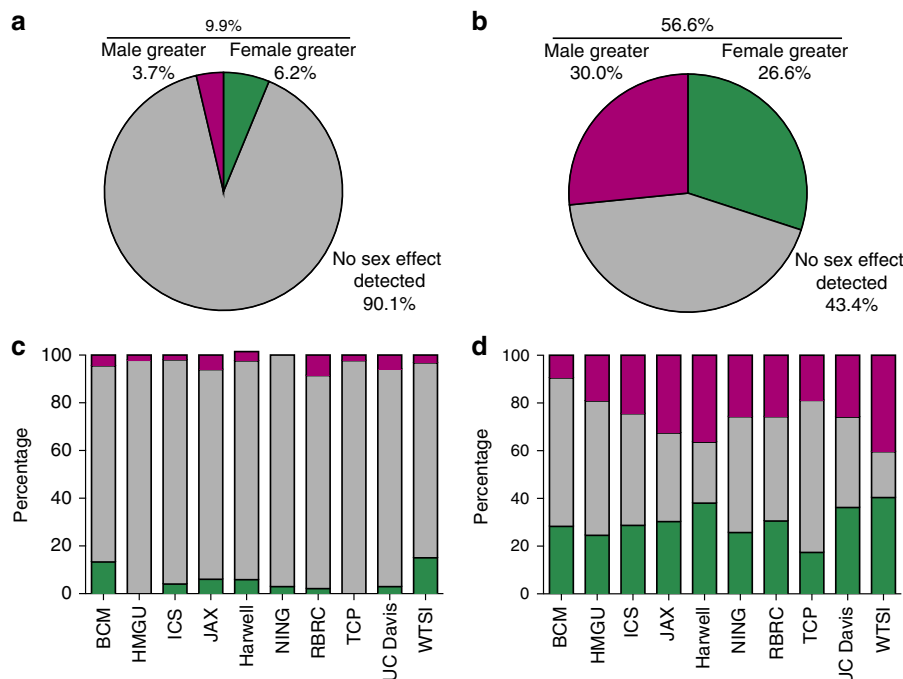 a
9.9%
Male greater
3.7%
Female greater
6.2%
No sex effect
detected
90.1%
b
56.6%
Male greater
30.0%
Female greater
26.6%
No sex effect
detected
43.4%
c
Percentage
100
80
60
40
20
0
BCM
HMGU
ICS
JAX
Harwell
NING
RBRC
TCP
UC Davis
WTSI
d
Percentage
100
80
60
40
20
0
BCM
HMGU
ICS
JAX
Harwell
NING
RBRC
TCP
UC Davis
WTSI